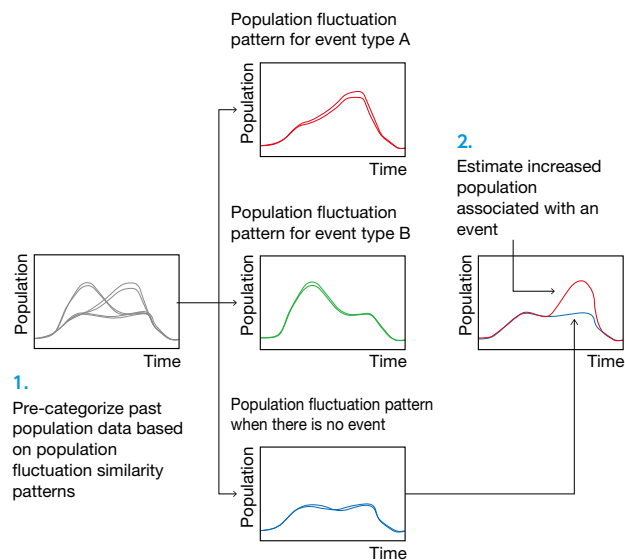 Population fluctuation
pattern for event type A
Population
Time
Population fluctuation
pattern for event type B
Population
Time
Population
Time
1.
Pre-categorize past
population data based
on population
fluctuation similarity
patterns
Population fluctuation pattern
when there is no event
Population
Time
2.
Estimate increased
population
associated with an
event
Population
Time